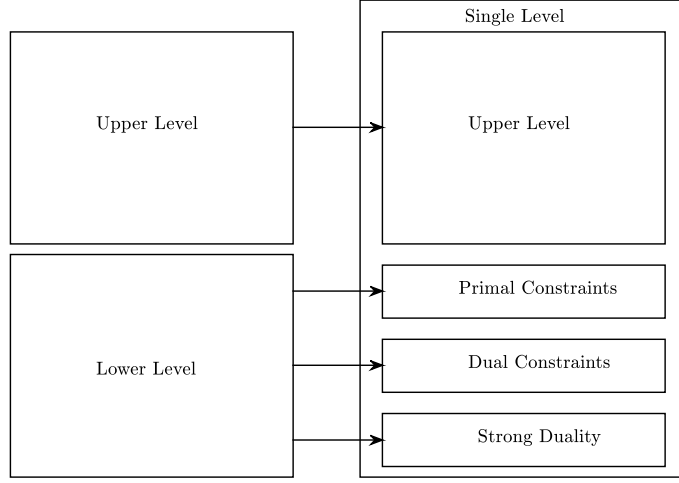 Single Level
Upper Level
Upper Level
Primal Constraints
Lower Level
Dual Constraints
Strong Duality